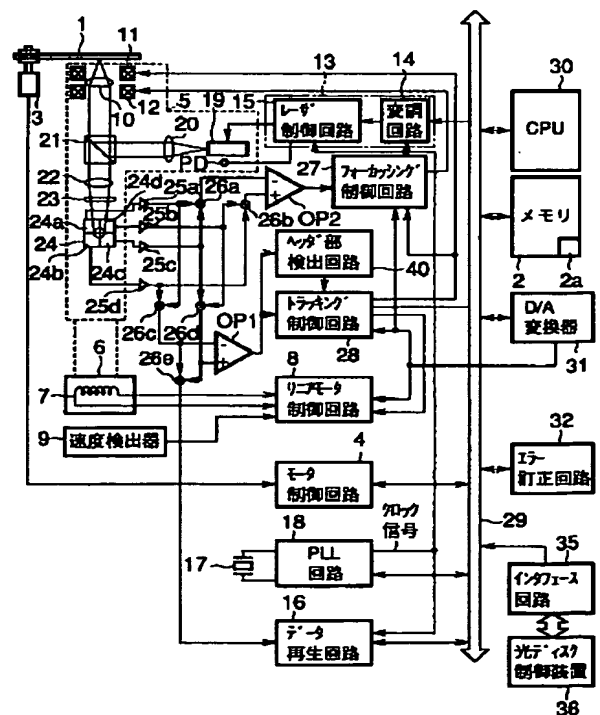 1
11
3
10
12
5
15
19
13
14
レーザ
制御回路
変調
回路
30
CPU
21
20
PD
22
23
24d
25a
26a
27
フォーカッシング
制御回路
24a
25b
26b
OP2
24
24c
25c
24b
25d
ヘッダ部
検出回路
40
メモリ
2
2a
26c
26d
OP1
トラッキング
制御回路
28
D/A
変換器
31
26e
6
7
8
リニアモータ
制御回路
9
速度検出器
4
モータ
制御回路
32
エラー
訂正回路
29
クロック
信号
18
PLL
回路
17
35
インタフェース
回路
16
データ
再生回路
光ディスク
制御装置
36